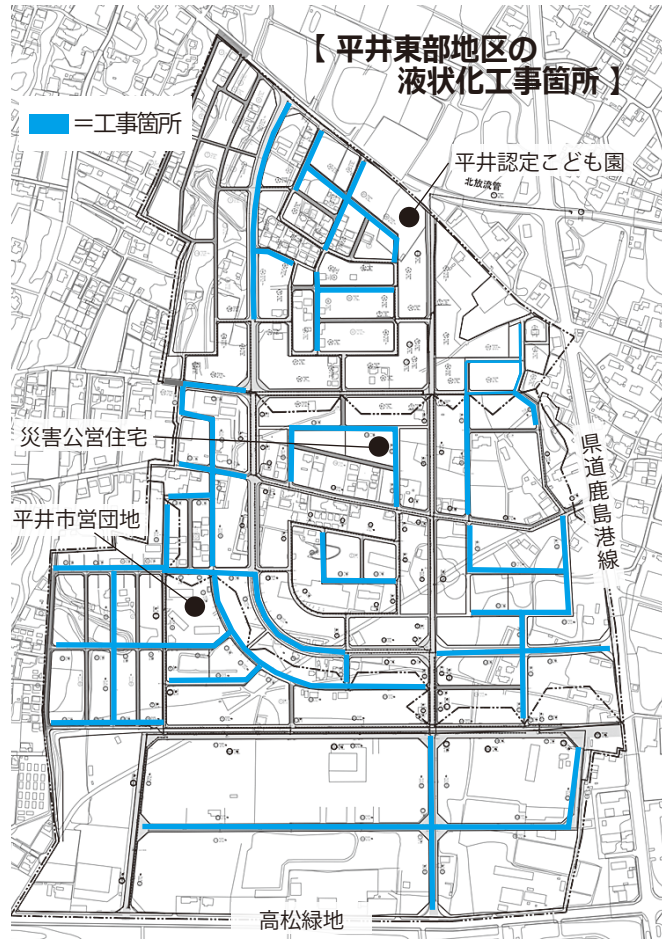 【 平井東部地区の
液状化工事箇所 】
＝工事箇所
平井認定こども園
北放流管
災害公営住宅
県道鹿島港線
平井市営団地
高松緑地